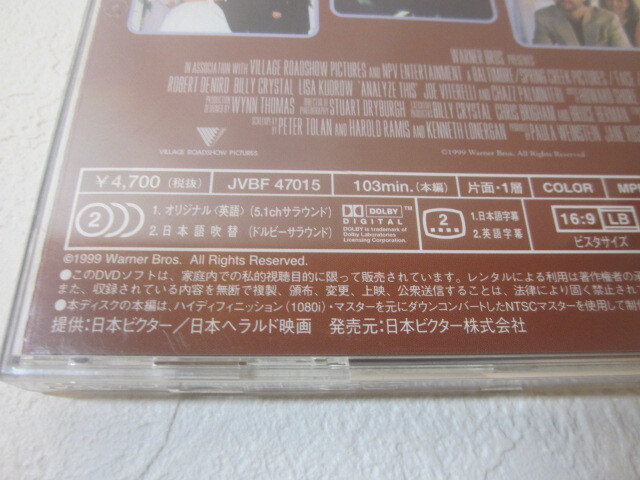 WARNER BROS. PRESENTS
IN ASSOCIATION WITH VILLAGE ROADSHOW PICTURES AND NPV ENTERTAINMENT A BALTIMORE/SPRING CREEK PICTURES/
ROBERT DENIRO BILLY CRYSTAL LISA KUDROW "ANALYZE THIS" JOE VITERELLI AND CHAZZ PALMINTERI
WYNN THOMAS STUART DRYBURGH BILLY CRYSTAL CHRIS BRIGHAM AND BRUCE BERMAN
PETER TOLAN AND HAROLD RAMIS AND KENNETH LONERGAN PAULA WEINSTEIN
VILLAGE ROADSHOW PICTURES
©1999 Warner Bros. All Rights Reserved
¥4,700 (税抜) JVBF 47015 103min.(本編) 片面・1層 COLOR MP
2 1. オリジナル〈英語〉(5.1chサラウンド)
2. 日本語吹替 (ドルビーサラウンド)
DOLBY™
DIGITAL
DOLBY is trademark of
Dolby Laboratories
Licensing Corporation.
2 1.日本語字幕
2.英語字幕
16:9 LB
ビスタサイズ
©1999 Warner Bros. All Rights Reserved.
●このDVDソフトは、家庭内での私的視聴目的に限って販売されています。レンタルによる利用は著作権者の
また、収録されている内容を無断で複製、頒布、変更、上映、公衆送信することは、法律により固く禁止され
●本ディスクの本編は、ハイディフィニッション(1080i)・マスターを元にダウンコンバートしたNTSCマスターを使用して制
提供:日本ビクター/日本ヘラルド映画 発売元:日本ビクター株式会社